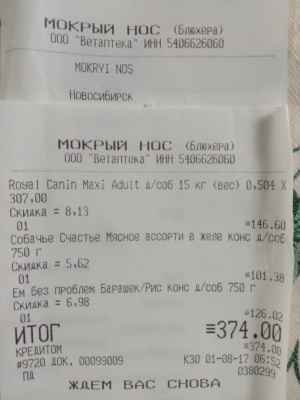 МОКРЫЙ НОС (Блюхера)
ООО "Ветаптека" ИНН 5406626060
MOKRYI NOS
Новосибирск
МОКРЫЙ НОС (Блюхера)
ООО "Ветаптека" ИНН 5406626060
Royal Canin Maxi Adult д/соб 15 кг (вес) 0,504 X
307,00
Скидка = 8,13
01 =146.60
Собачье Счастье Мясное ассорти в желе конс д/соб
750 г
Скидка = 5,62
01 =101.38
Ем без проблем Барашек/Рис конс д/соб 750 г
Скидка = 6,98
01 =126.02
ИТОГ =374.00
КРЕДИТОМ =374.00
#9720 ДОК. 00099009 К30 01-08-17 06:52
ПД 0380299
ЖДЕМ ВАС СНОВА